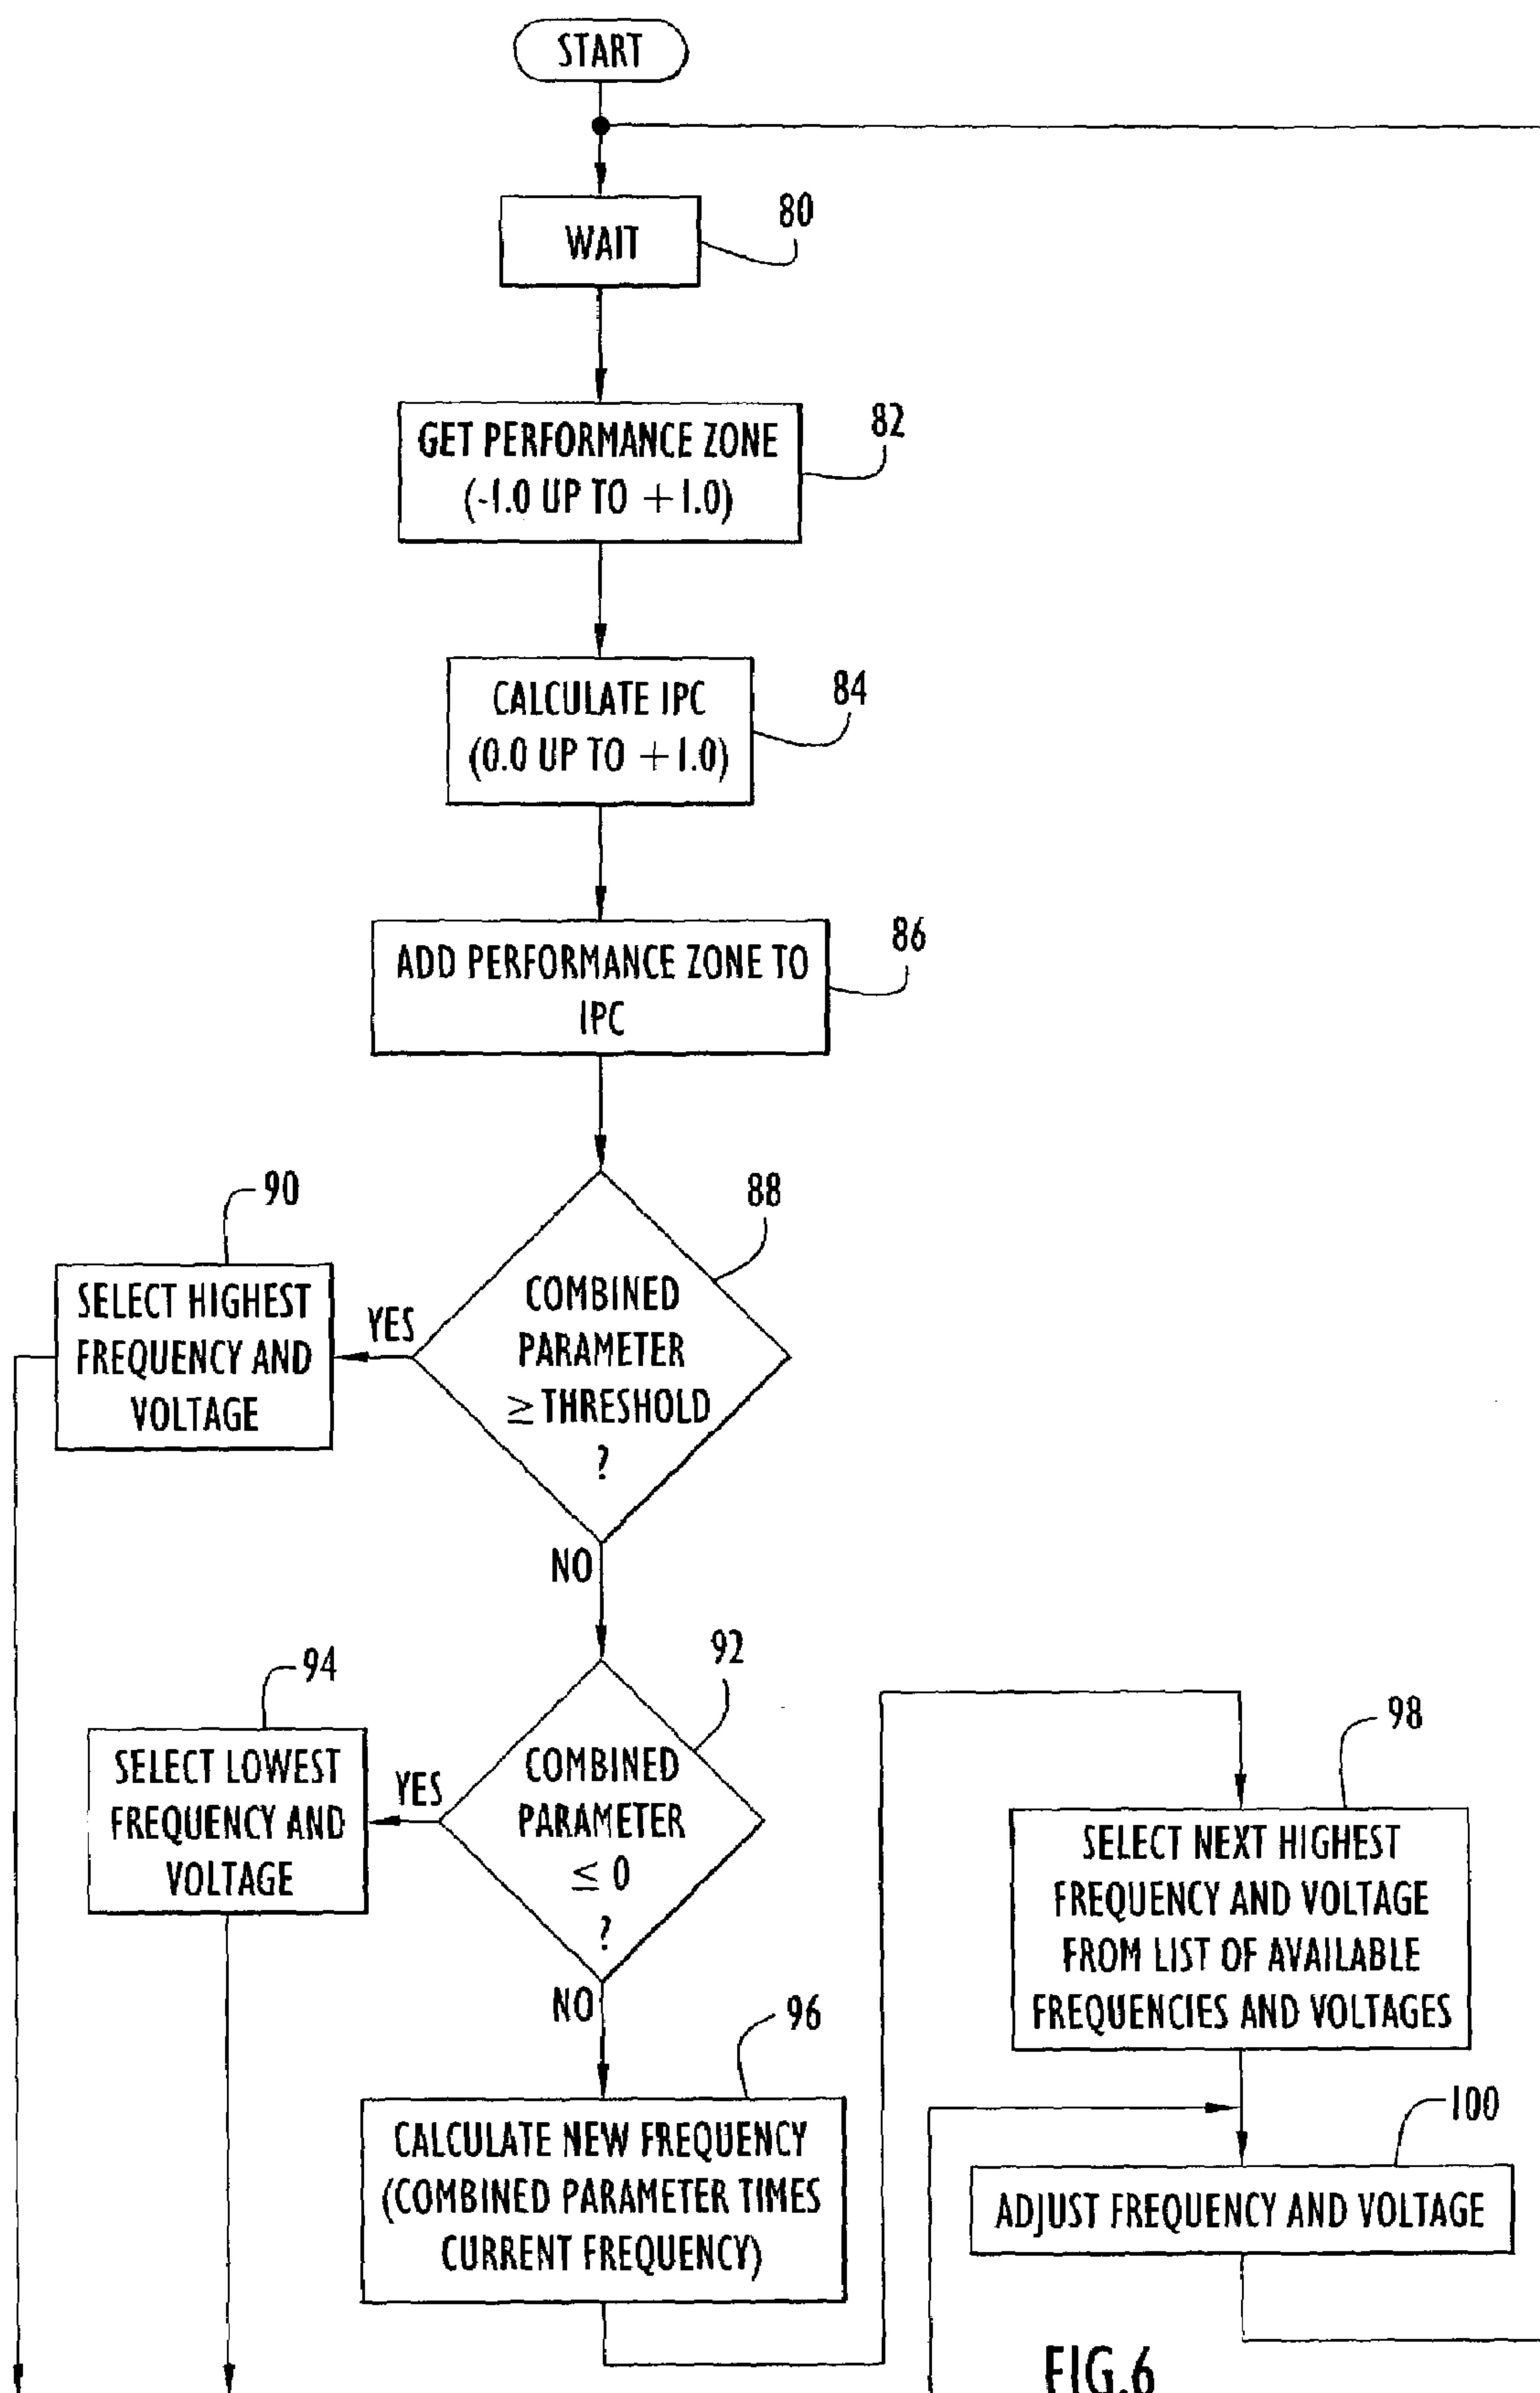 START
WAIT
80
GET PERFORMANCE ZONE
(-1.0 UP TO +1.0)
82
CALCULATE IPC
(0.0 UP TO +1.0)
84
ADD PERFORMANCE ZONE TO
IPC
86
88
COMBINED
PARAMETER
≥ THRESHOLD
?
YES
90
SELECT HIGHEST
FREQUENCY AND
VOLTAGE
NO
92
COMBINED
PARAMETER
≤ 0
?
YES
94
SELECT LOWEST
FREQUENCY AND
VOLTAGE
NO
96
CALCULATE NEW FREQUENCY
(COMBINED PARAMETER TIMES
CURRENT FREQUENCY)
98
SELECT NEXT HIGHEST
FREQUENCY AND VOLTAGE
FROM LIST OF AVAILABLE
FREQUENCIES AND VOLTAGES
100
ADJUST FREQUENCY AND VOLTAGE
FIG.6